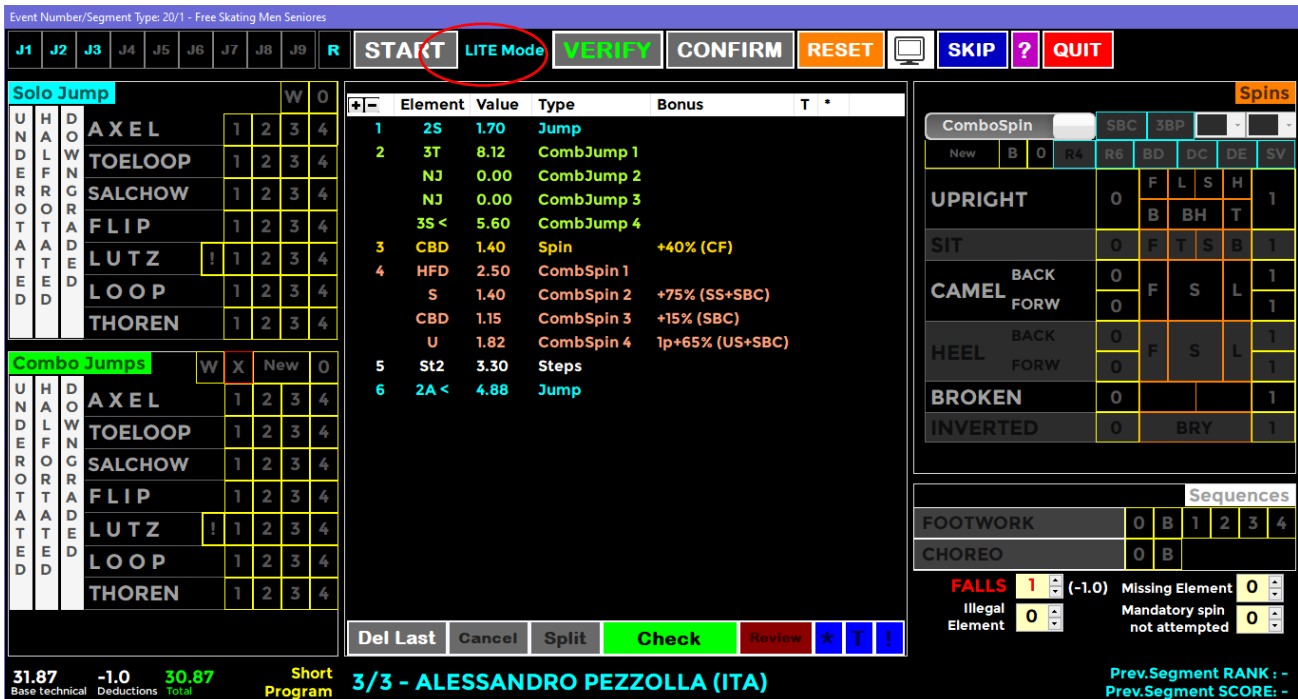 Event Number/Segment Type: 20/1 - Free Skating Men Seniores
J1 J2 J3 J4 J5 J6 J7 J8 J9 R START LITE Mode VERIFY CONFIRM RESET SKIP ? QUIT
Solo Jump W 0
UNDERROTATED HALFROTATED DOWNGRADED
AXEL 1 2 3 4
TOELOOP 1 2 3 4
SALCHOW 1 2 3 4
FLIP 1 2 3 4
LUTZ ! 1 2 3 4
LOOP 1 2 3 4
THOREN 1 2 3 4
Combo Jumps W X New 0
UNDEROTATED HALFROTATED DOWNGRADED
AXEL 1 2 3 4
TOELOOP 1 2 3 4
SALCHOW 1 2 3 4
FLIP 1 2 3 4
LUTZ ! 1 2 3 4
LOOP 1 2 3 4
THOREN 1 2 3 4
+ - Element Value Type Bonus T *
1 2S 1.70 Jump
2 3T 8.12 CombJump 1
NJ 0.00 CombJump 2
NJ 0.00 CombJump 3
3S < 5.60 CombJump 4
3 CBD 1.40 Spin +40% (CF)
4 HFD 2.50 CombSpin 1
S 1.40 CombSpin 2 +75% (SS+SBC)
CBD 1.15 CombSpin 3 +15% (SBC)
U 1.82 CombSpin 4 1p+65% (US+SBC)
5 St2 3.30 Steps
6 2A < 4.88 Jump
Del Last Cancel Split Check Review * T !
Spins
ComboSpin SBC 3BP
New B 0 R4 R6 BD DC DE SV
UPRIGHT 0 F L S H 1
B BH T
SIT 0 F T S B 1
CAMEL BACK 0 F S L 1
FORW 0 1
HEEL BACK 0 F S L 1
FORW 0 1
BROKEN 0 1
INVERTED 0 BRY 1
Sequences
FOOTWORK 0 B 1 2 3 4
CHOREO 0 B
FALLS 1 (-1.0) Missing Element 0
Illegal Element 0 Mandatory spin not attempted 0
31.87 -1.0 30.87 Short Program
Base technical Deductions Total
3/3 - ALESSANDRO PEZZOLLA (ITA)
Prev.Segment RANK : -
Prev.Segment SCORE: -